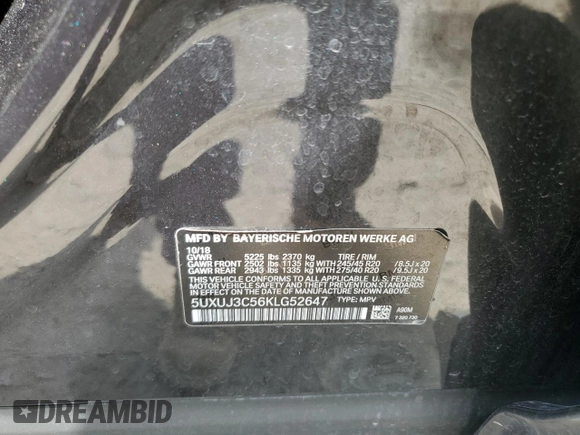 MFD BY BAYERISCHE MOTOREN WERKE AG
10/18
GVWR 5225 lbs 2370 kg TIRE / RIM
GAWR FRONT 2502 lbs 1135 kg WITH 245/45 R20 /8.5J x 20
GAWR REAR 2943 lbs 1335 kg WITH 275/40 R20 /9.5J x 20
THIS VEHICLE CONFORMS TO ALL APPLICABLE U. S. FEDERAL
MOTOR VEHICLE SAFETY, BUMPER, AND
THEFT PREVENTION STANDARDS IN EFFECT ON THE
DATE OF MANUFACTURE SHOWN ABOVE.
5UXUJ3C56KLG52647 TYPE: MPV
A90M
DREAMBID